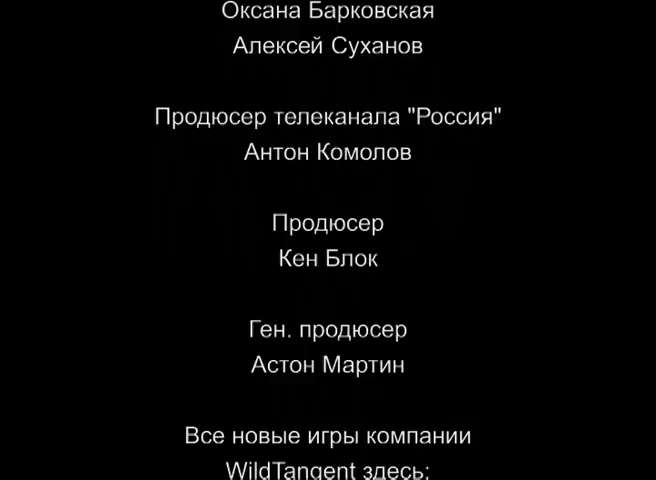 Оксана Барковская
Алексей Суханов
Продюсер телеканала "Россия"
Антон Комолов
Продюсер
Кен Блок
Ген. продюсер
Астон Мартин
Все новые игры компании
WildTangent здесь: